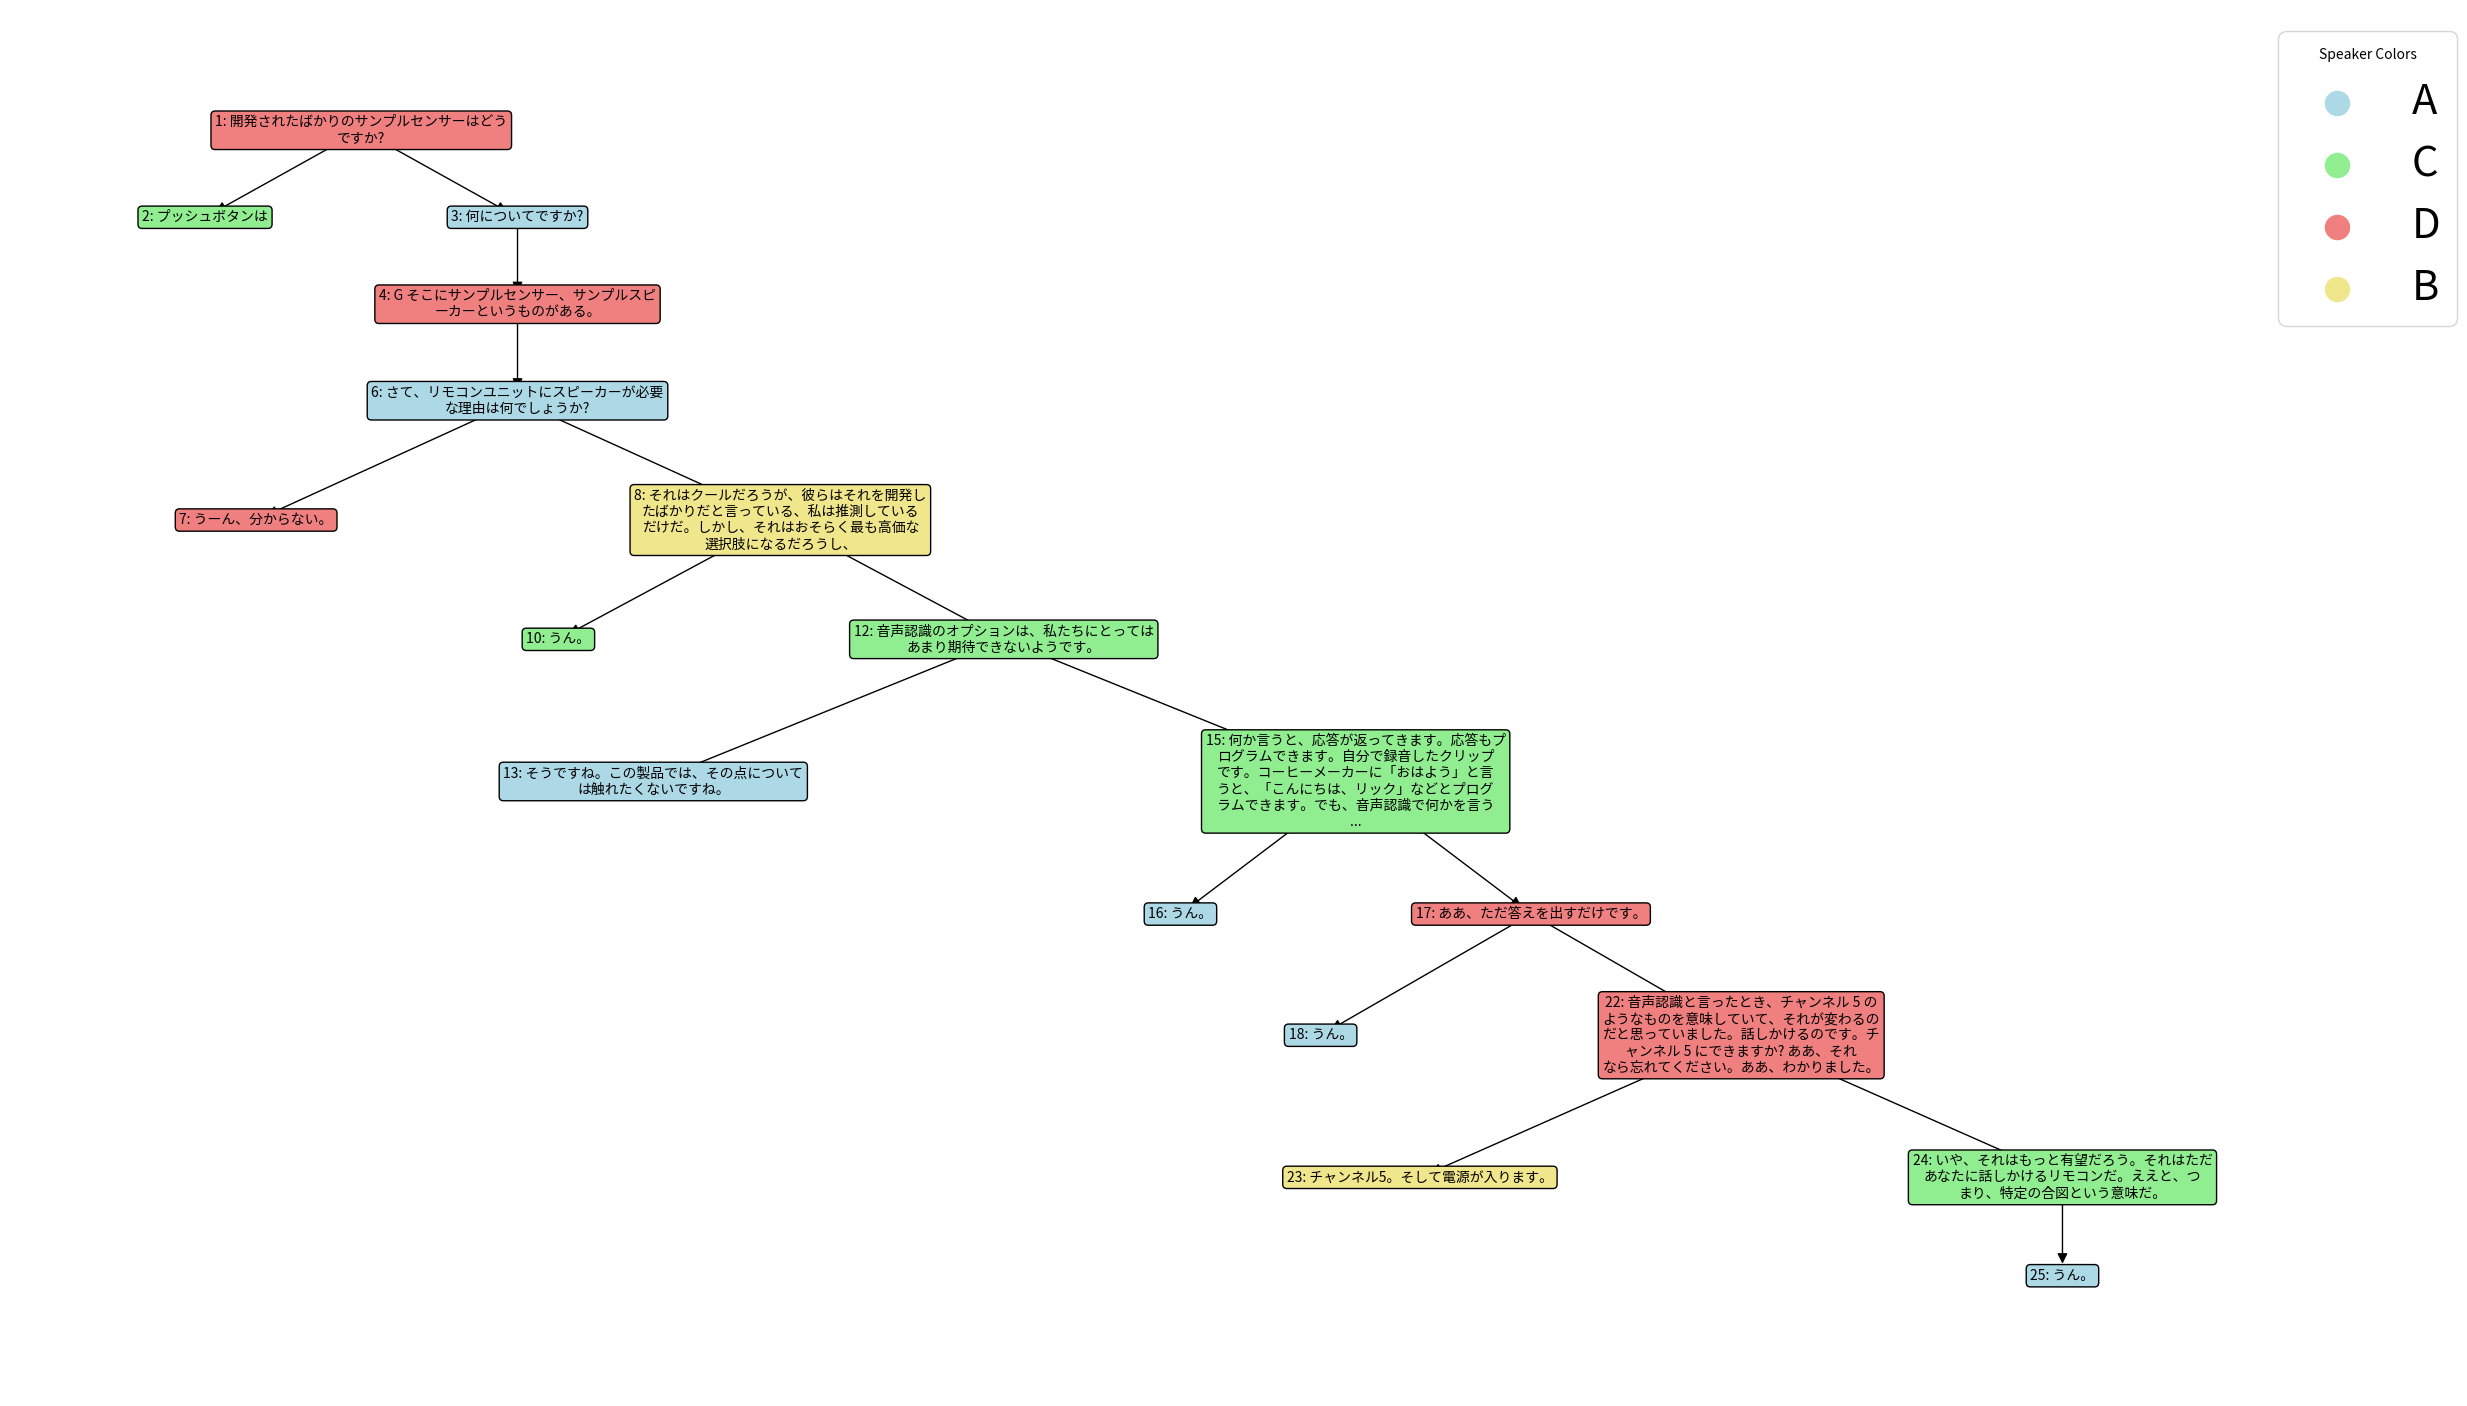 Speaker Colors
A
C
D
B
1: 開発されたばかりのサンプルセンサーはどう
ですか?
2: プッシュボタンは
3: 何についてですか?
4: G そこにサンプルセンサー、サンプルスピ
ーカーというものがある。
6: さて、リモコンユニットにスピーカーが必要
な理由は何でしょうか?
7: うーん、分からない。
8: それはクールだろうが、彼らはそれを開発し
たばかりだと言っている、私は推測している
だけだ。しかし、それはおそらく最も高価な
選択肢になるだろうし、
10: うん。
12: 音声認識のオプションは、私たちにとっては
あまり期待できないようです。
13: そうですね。この製品では、その点について
は触れたくないですね。
15: 何か言うと、応答が返ってきます。応答もプ
ログラムできます。自分で録音したクリップ
です。コーヒーメーカーに「おはよう」と言
うと、「こんにちは、リック」などとプログ
ラムできます。でも、音声認識で何かを言う
...
16: うん。
17: ああ、ただ答えを出すだけです。
18: うん。
22: 音声認識と言ったとき、チャンネル 5 の
ようなものを意味していて、それが変わるの
だと思っていました。話しかけるのです。チ
ャンネル 5 にできますか? ああ、それ
なら忘れてください。ああ、わかりました。
23: チャンネル5。そして電源が入ります。
24: いや、それはもっと有望だろう。それはただ
あなたに話しかけるリモコンだ。ええと、つ
まり、特定の合図という意味だ。
25: うん。